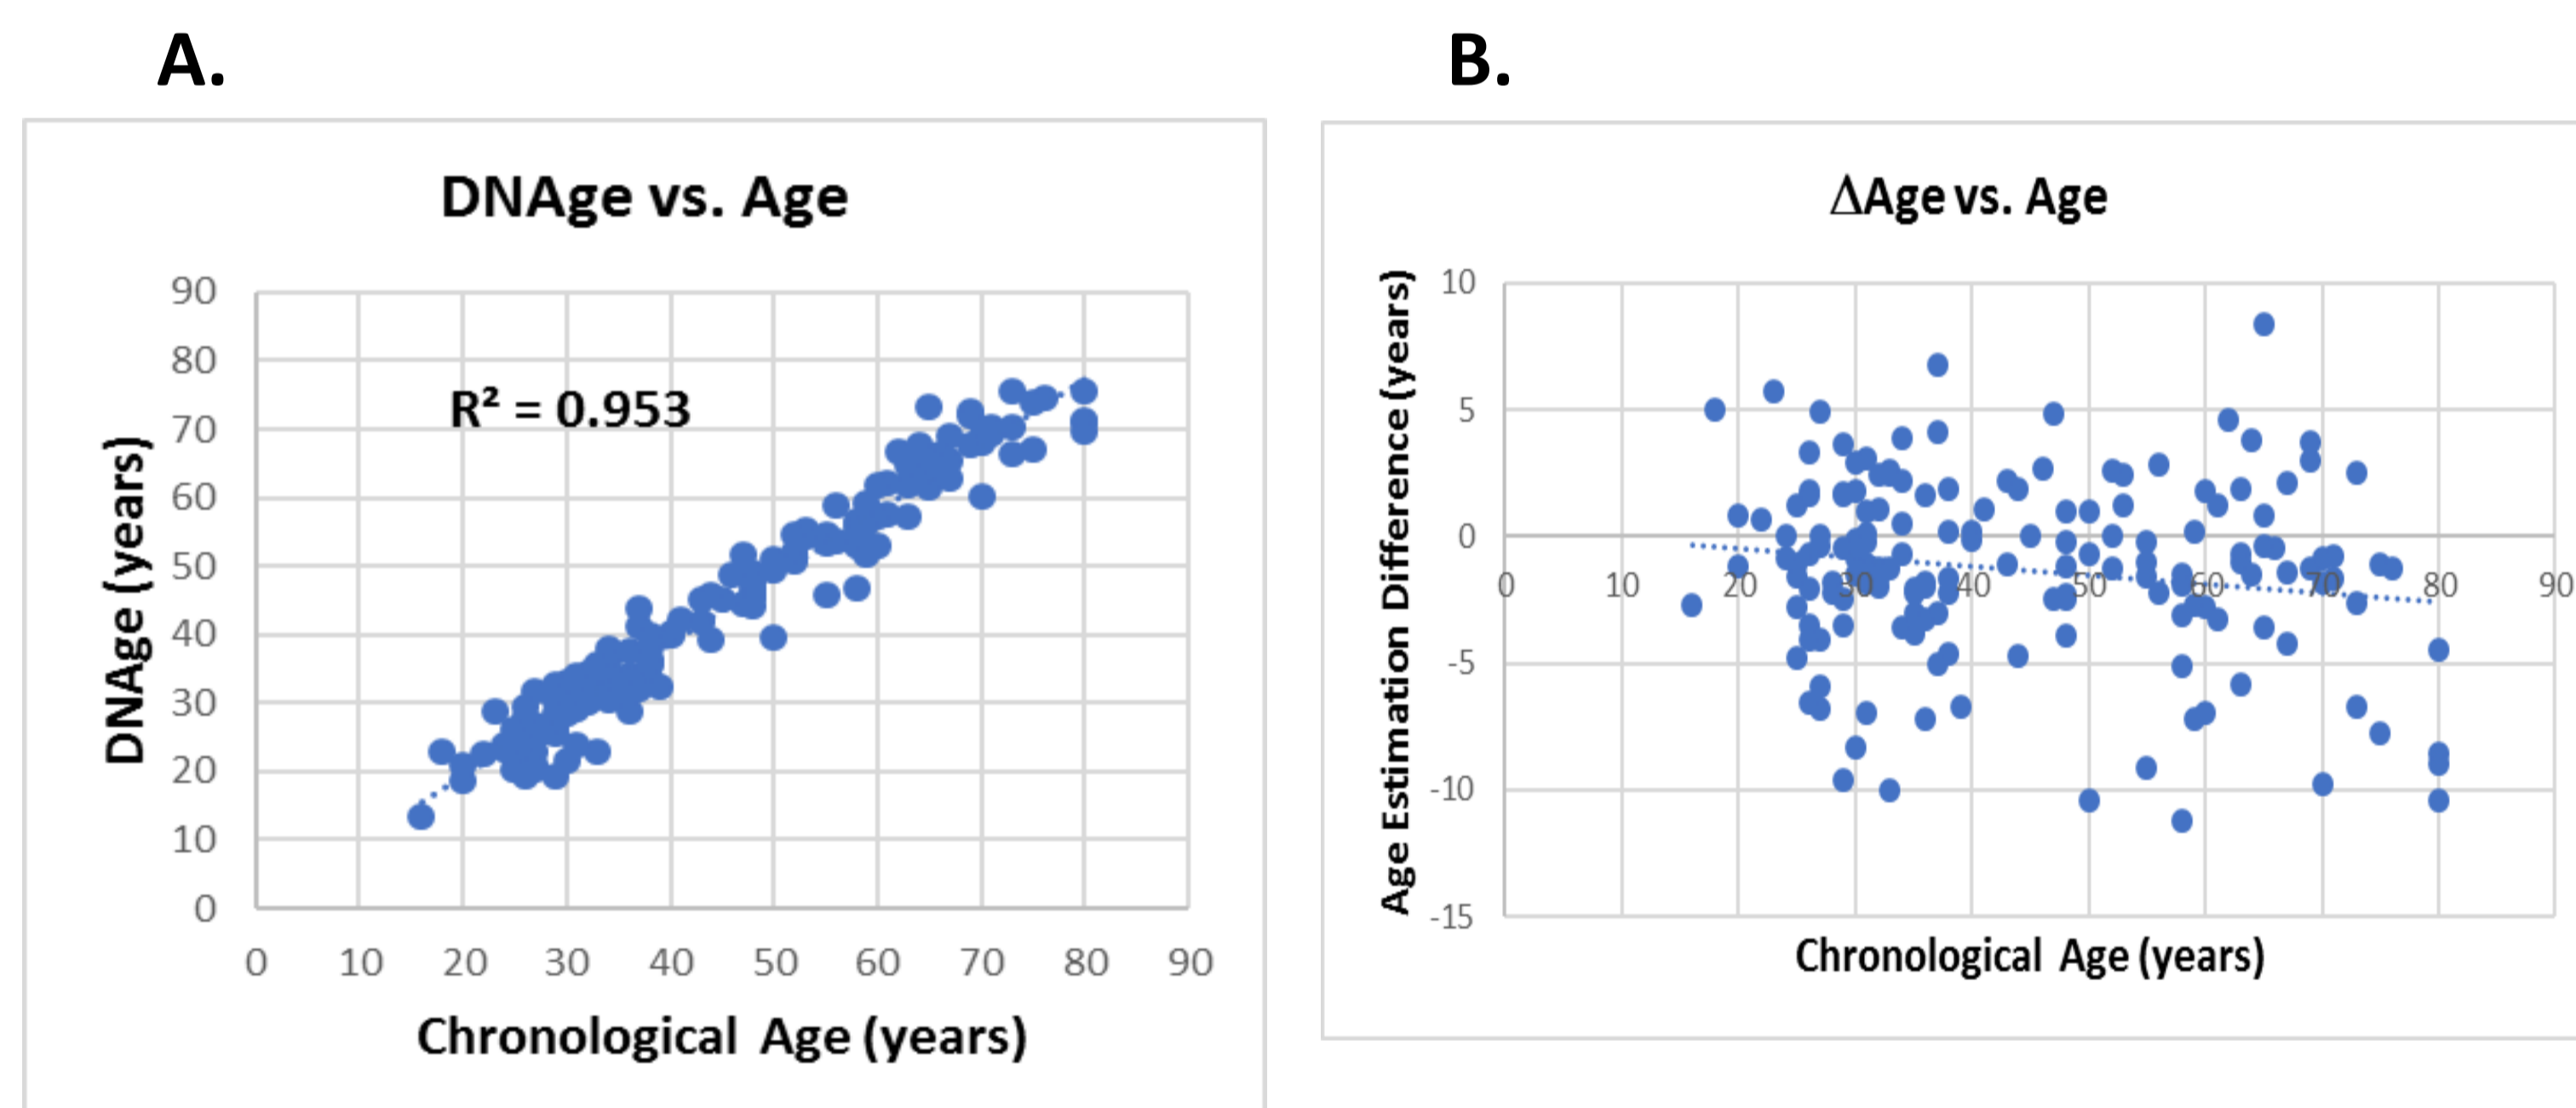 A.
DNAge vs. Age
90
80
70
60
50
40
30
20
10
0
R² = 0.953
DNAge (years)
0 10 20 30 40 50 60 70 80 90
Chronological Age (years)
B.
ΔAge vs. Age
10
5
0
-5
-10
-15
Age Estimation Difference (years)
0 10 20 30 40 50 60 70 80 90
Chronological Age (years)